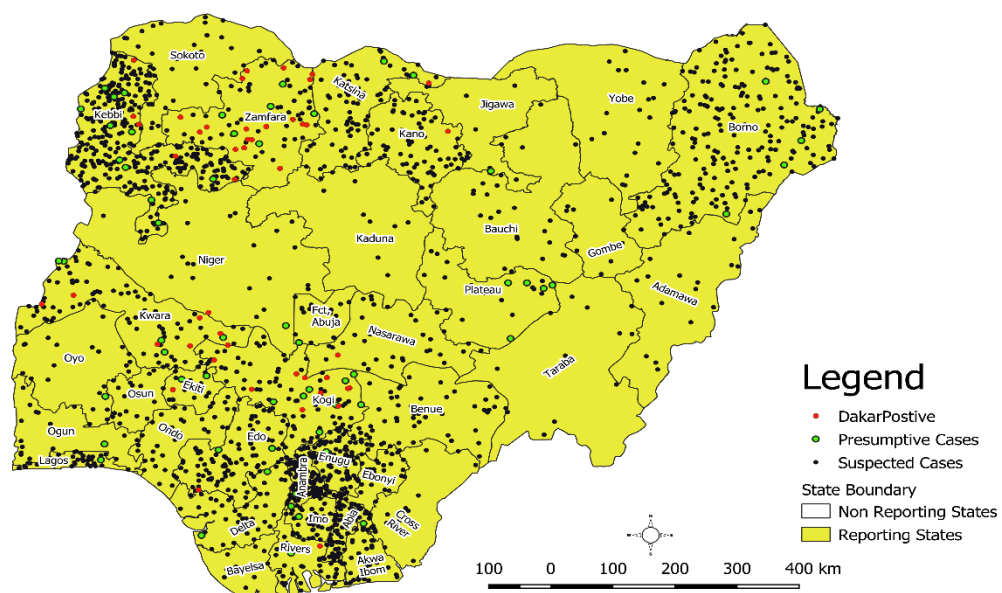 Sokoto
Katsina
Jigawa
Yobe
Borno
Kebbi
Zamfara
Kano
Kaduna
Bauchi
Gombe
Niger
Plateau
Adamawa
Kwara
Fct,
Abuja
Nasarawa
Taraba
Oyo
Osun
Ekiti
Kogi
Benue
Ogun
Ondo
Edo
Lagos
Anambra
Enugu
Ebonyi
Delta
Imo
Abia
Cross
River
Bayelsa
Rivers
Akwa
Ibom
Legend
DakarPostive
Presumptive Cases
Suspected Cases
State Boundary
Non Reporting States
Reporting States
N
W
E
S
100 0 100 200 300 400 km